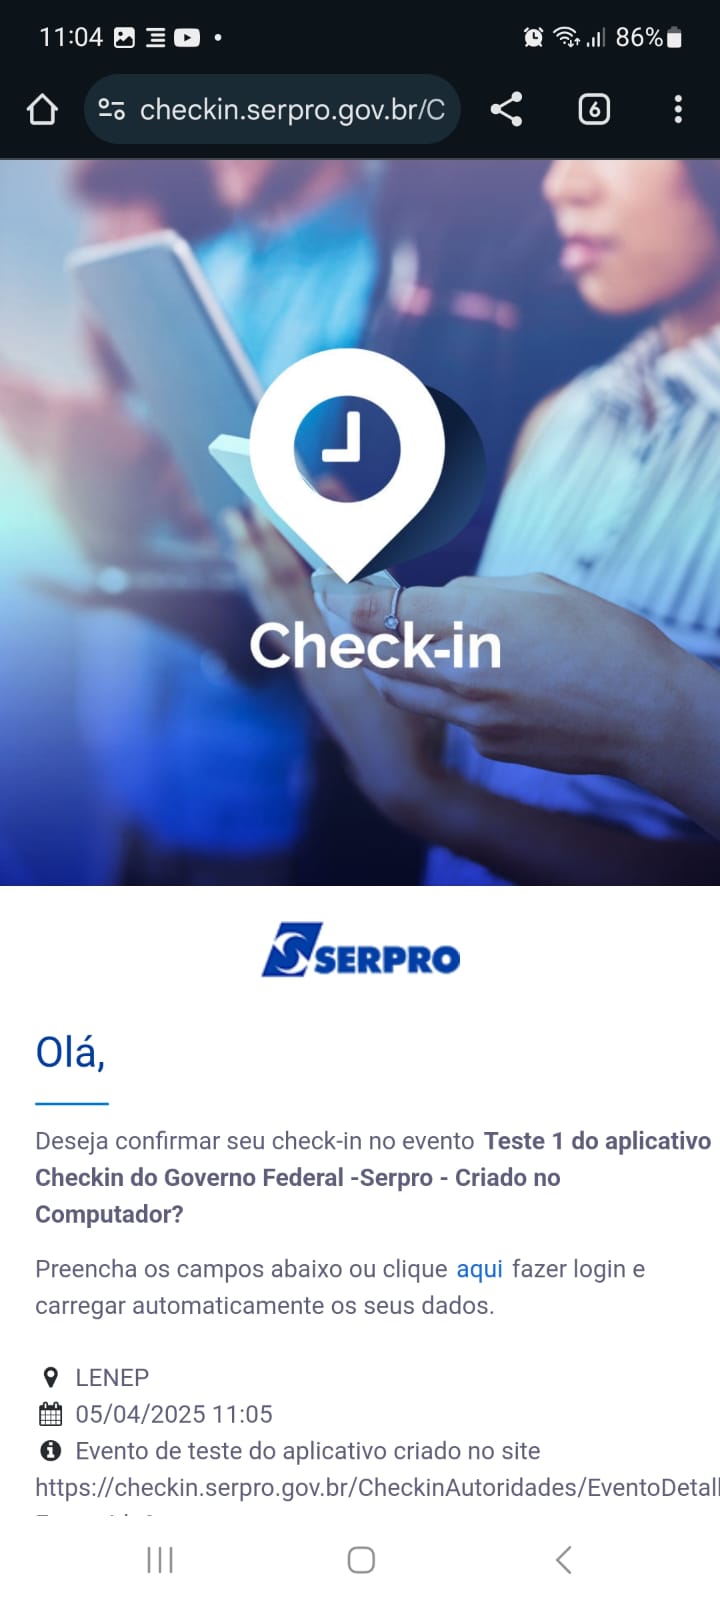 11:04
86%
checkin.serpro.gov.br/C
6
Check-in
SERPRO
Olá,
Deseja confirmar seu check-in no evento Teste 1 do aplicativo
Checkin do Governo Federal -Serpro - Criado no
Computador?
Preencha os campos abaixo ou clique aqui fazer login e
carregar automaticamente os seus dados.
LENEP
05/04/2025 11:05
Evento de teste do aplicativo criado no site
https://checkin.serpro.gov.br/CheckinAutoridades/EventoDetall